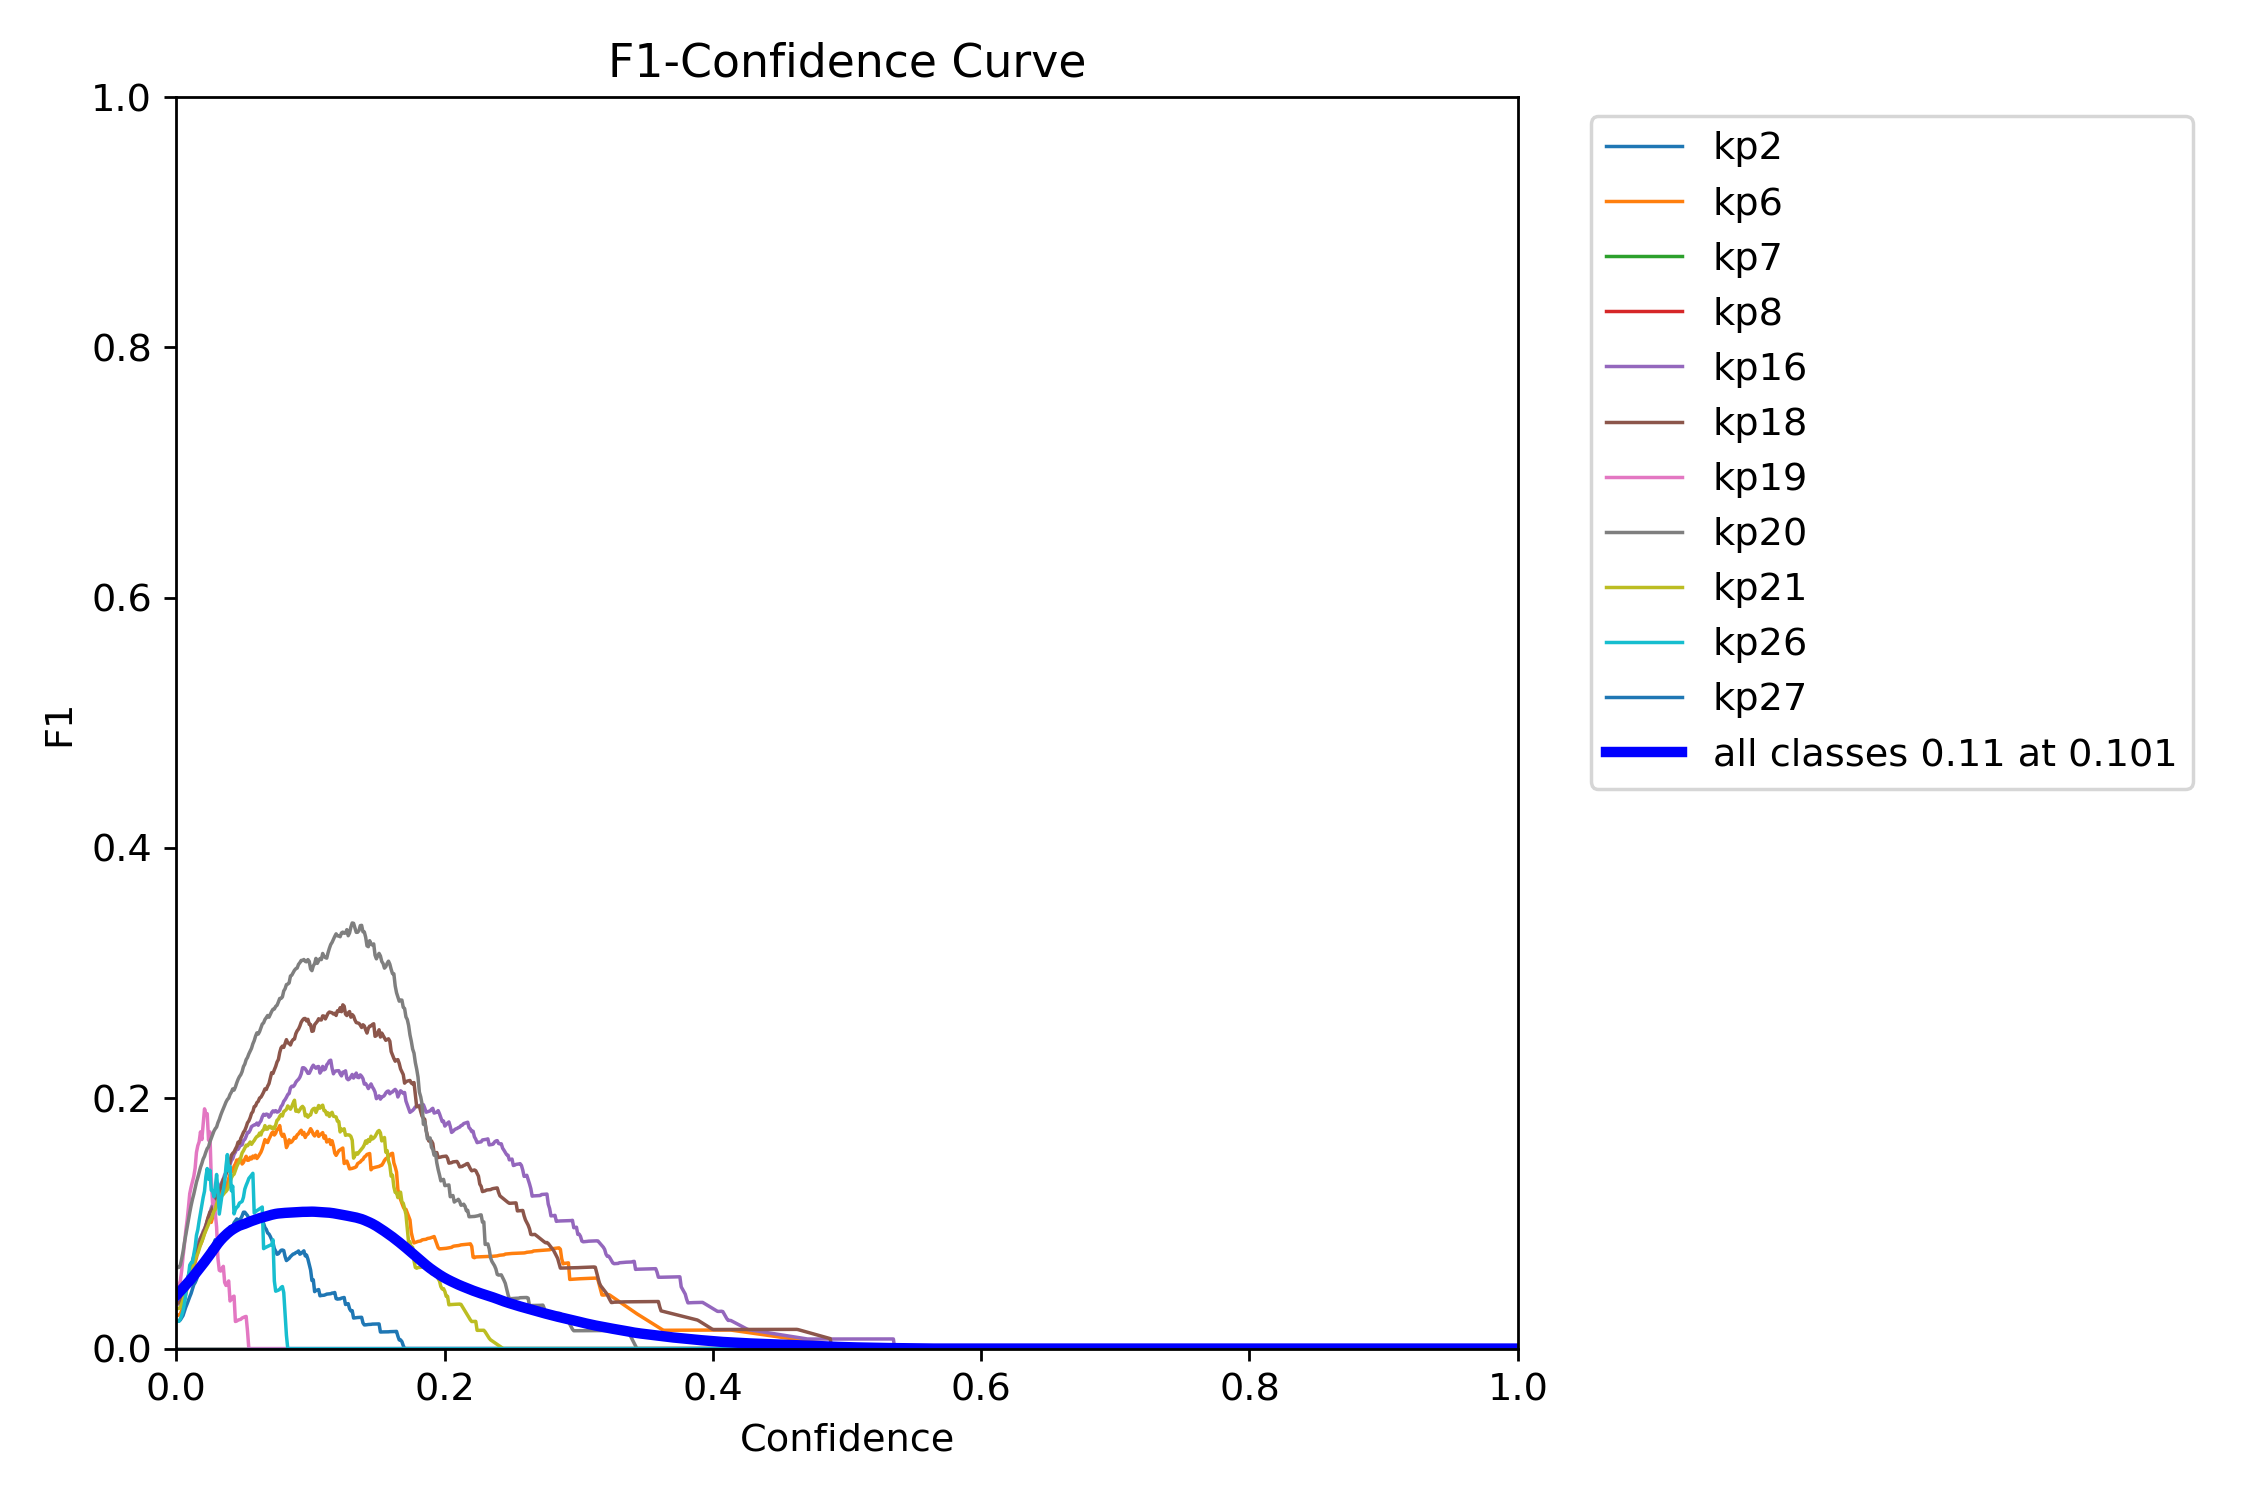 F1-Confidence Curve
1.0
0.8
0.6
0.4
0.2
0.0
F1
0.0 0.2 0.4 0.6 0.8 1.0
Confidence
kp2
kp6
kp7
kp8
kp16
kp18
kp19
kp20
kp21
kp26
kp27
all classes 0.11 at 0.101